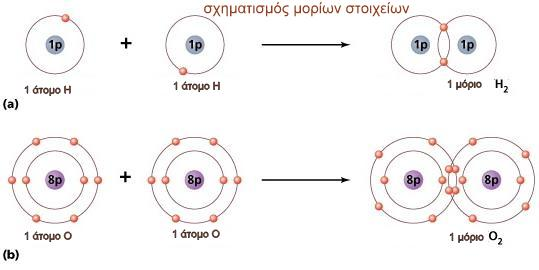 σχηματισμός μορίων στοιχείων
1p + 1p 1p 1p
1 άτομο H 1 άτομο H 1 μόριο H2
(a)
8p + 8p 8p 8p
1 άτομο O 1 άτομο O 1 μόριο O2
(b)